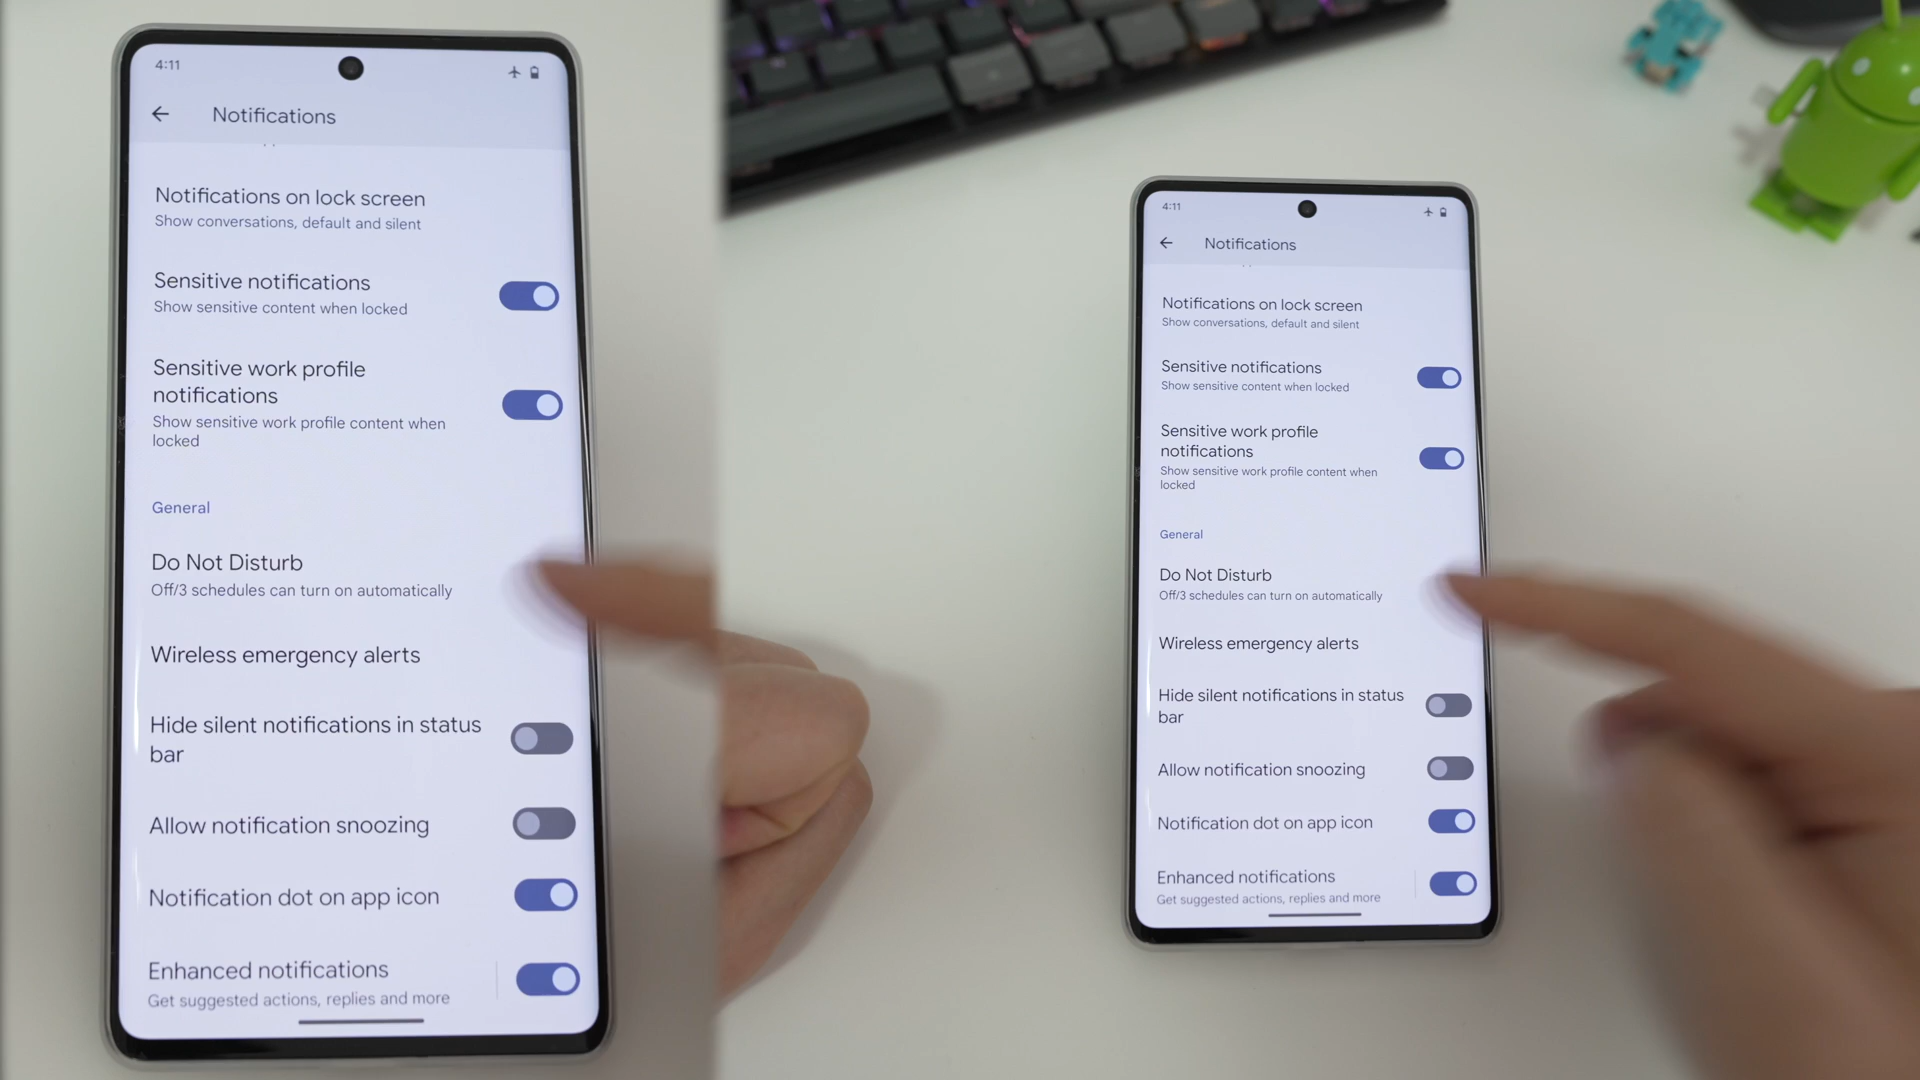 4:11
Notifications
Notifications on lock screen
Show conversations, default and silent
Sensitive notifications
Show sensitive content when locked
Sensitive work profile
notifications
Show sensitive work profile content when
locked
General
Do Not Disturb
Off/3 schedules can turn on automatically
Wireless emergency alerts
Hide silent notifications in status
bar
Allow notification snoozing
Notification dot on app icon
Enhanced notifications
Get suggested actions, replies and more
4:11
Notifications
Notifications on lock screen
Show conversations, default and silent
Sensitive notifications
Show sensitive content when locked
Sensitive work profile
notifications
Show sensitive work profile content when
locked
General
Do Not Disturb
Off/3 schedules can turn on automatically
Wireless emergency alerts
Hide silent notifications in status
bar
Allow notification snoozing
Notification dot on app icon
Enhanced notifications
Get suggested actions, replies and more